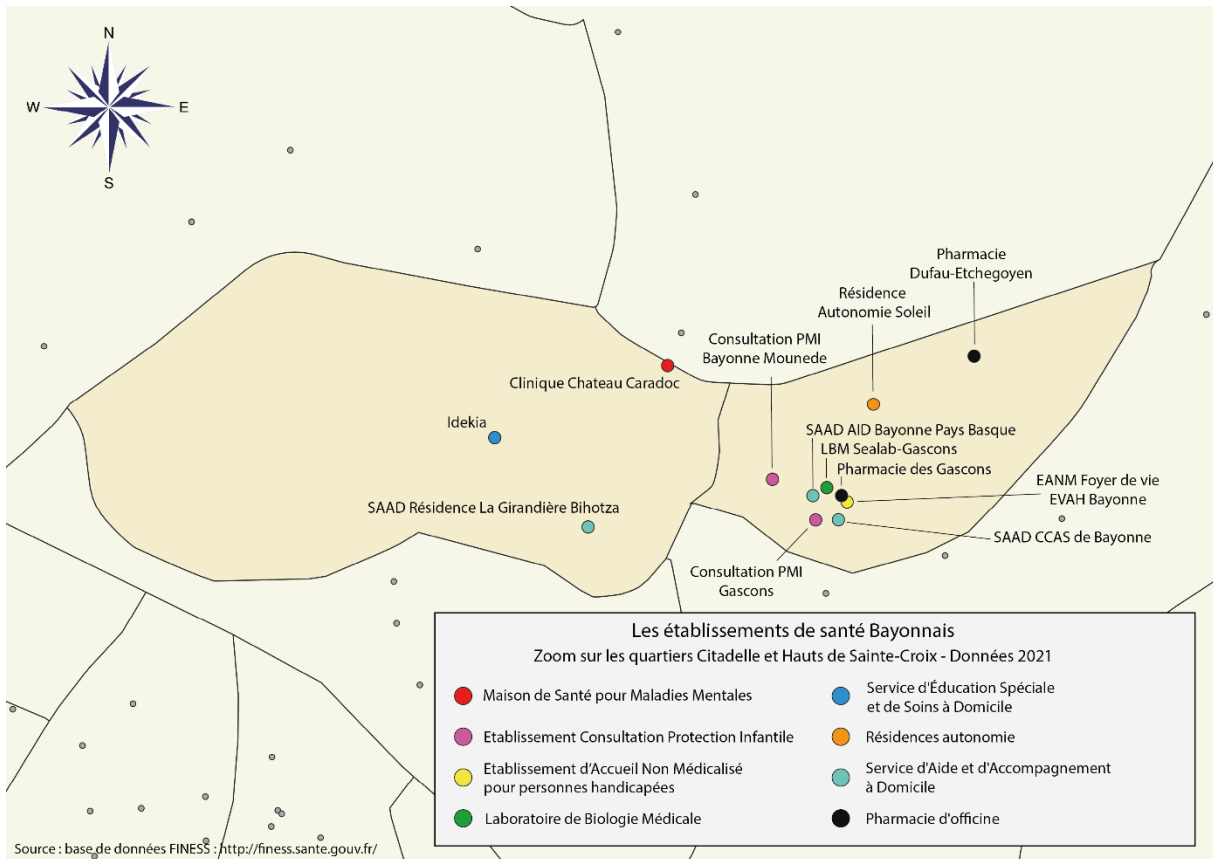 N
W
E
S
Pharmacie
Dufau-Etchegoyen
Résidence
Autonomie Soleil
Consultation PMI
Bayonne Mounede
Clinique Chateau Caradoc
Idekia
SAAD AID Bayonne Pays Basque
LBM Sealab-Gascons
Pharmacie des Gascons
EANM Foyer de vie
EVAH Bayonne
SAAD Résidence La Girandière Bihotza
SAAD CCAS de Bayonne
Consultation PMI
Gascons
Les établissements de santé Bayonnais
Zoom sur les quartiers Citadelle et Hauts de Sainte-Croix - Données 2021
Maison de Santé pour Maladies Mentales
Etablissement Consultation Protection Infantile
Etablissement d'Accueil Non Médicalisé
pour personnes handicapées
Laboratoire de Biologie Médicale
Service d'Éducation Spéciale
et de Soins à Domicile
Résidences autonomie
Service d'Aide et d'Accompagnement
à Domicile
Pharmacie d'officine
Source : base de données FINESS : http://finess.sante.gouv.fr/